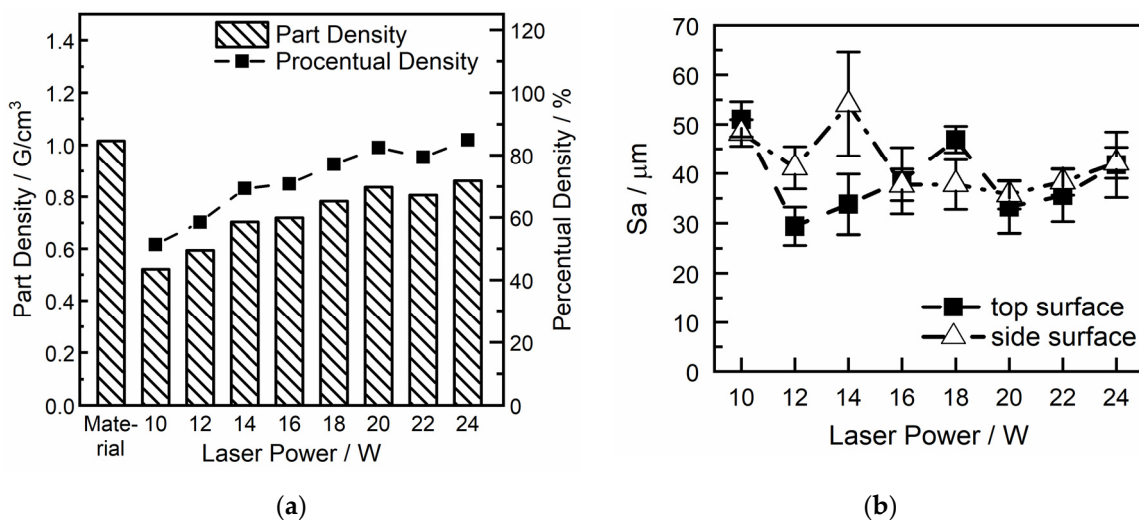 Part Density
Procentual Density
Part Density / G/cm³
1.4
1.2
1.0
0.8
0.6
0.4
0.2
0.0
Percentual Density / %
120
100
80
60
40
20
0
Mate- 10 12 14 16 18 20 22 24
rial
Laser Power / W
(a)
Sa / μm
70
60
50
40
30
20
10
0
top surface
side surface
10 12 14 16 18 20 22 24
Laser Power / W
(b)